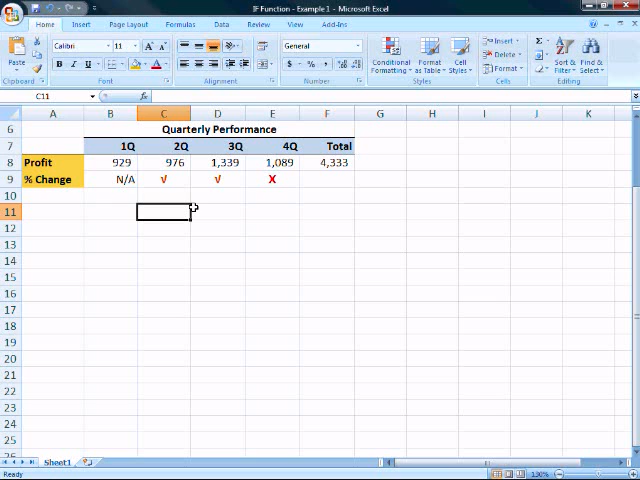 IF Function - Example 1 - Microsoft Excel
Home Insert Page Layout Formulas Data Review View Add-Ins
Calibri 11 General
Paste B I U $ % , Conditional Formatting Format as Table Cell Styles Insert Delete Format Σ Sort & Filter Find & Select
Clipboard Font Alignment Number Styles Cells Editing
C11 fx
A B C D E F G H I J K
6 Quarterly Performance
7 1Q 2Q 3Q 4Q Total
8 Profit 929 976 1,339 1,089 4,333
9 % Change N/A √ √ X
10
11
12
13
14
15
16
17
18
19
20
21
22
23
24
25
26
Sheet1
Ready 130%